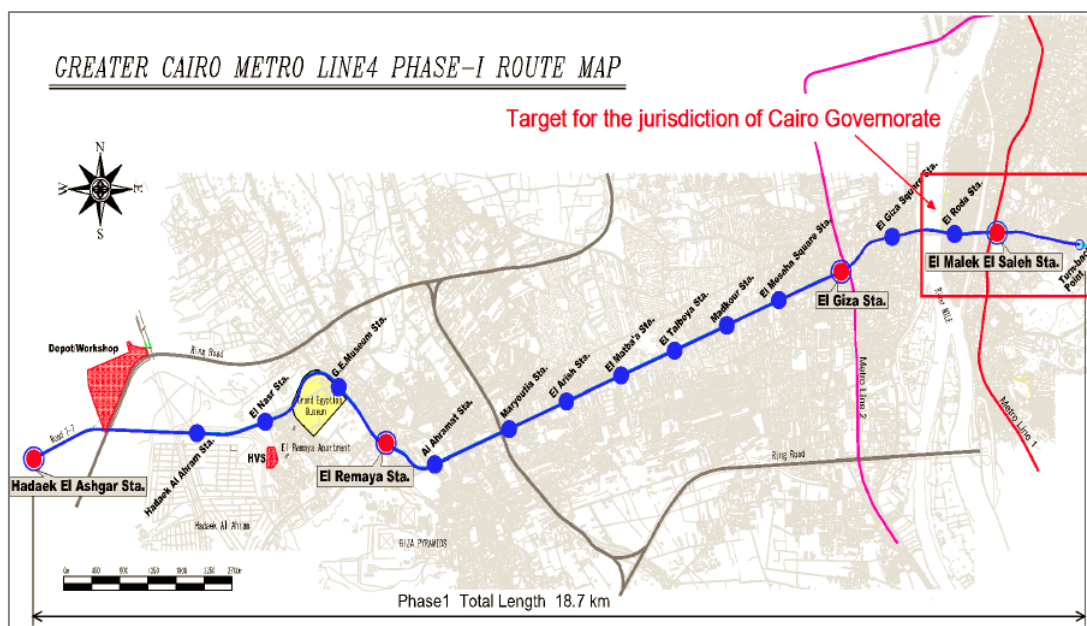 GREATER CAIRO METRO LINE4 PHASE-I ROUTE MAP
Target for the jurisdiction of Cairo Governorate
N
W
E
S
El Giza Square Sta.
El Roda Sta.
El Malek El Saleh Sta.
Turn-back
Point
El Giza Sta.
El Mesaha Square Sta.
Madkour Sta.
El Talbeya Sta.
El Matba'a Sta.
El Arish Sta.
Maryoutia Sta.
Al Ahramat Sta.
El Remaya Sta.
G.E.Museum Sta.
Grand Egyptian
Museum
El Remaya Apartment
HVS
El Nasr Sta.
Hadaek Al Ahram Sta.
Hadaek Al Ahram
Depot/Workshop
Ring Road
Hadaek El Ashgar Sta.
GIZA PYRAMIDS
Ring Road
Metro Line 2
Metro Line 1
River NILE
0m
Phase1 Total Length 18.7 km